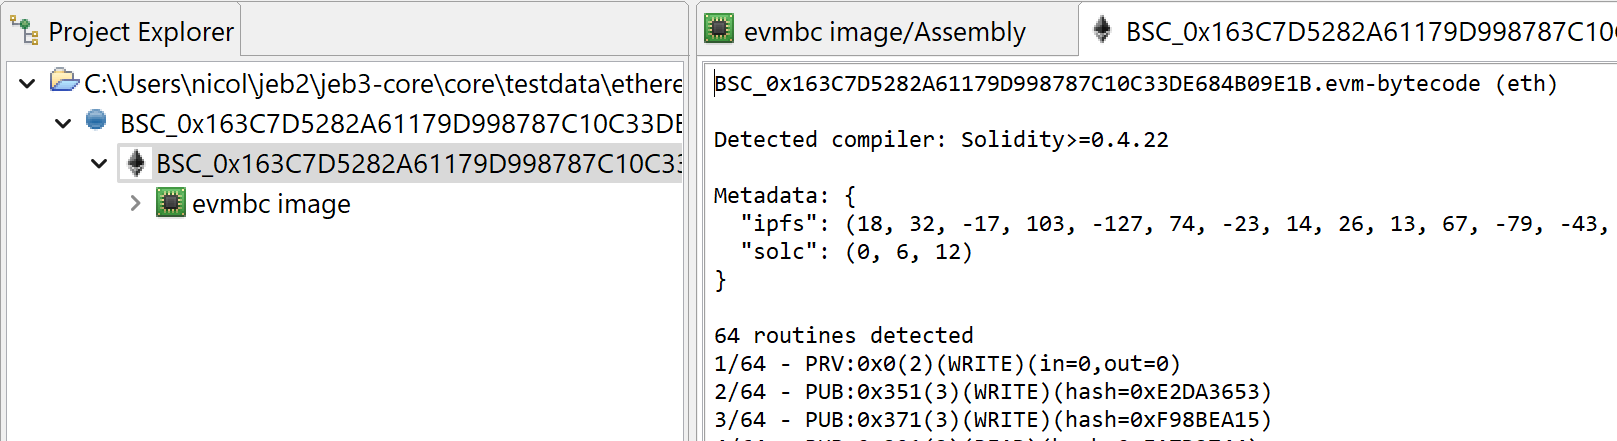 Project Explorer
C:\Users\nicol\jeb2\jeb3-core\core\testdata\ethere
BSC_0x163C7D5282A61179D998787C10C33DE
BSC_0x163C7D5282A61179D998787C10C33
evmbc image
evmbc image/Assembly
BSC_0x163C7D5282A61179D998787C10
BSC_0x163C7D5282A61179D998787C10C33DE684B09E1B.evm-bytecode (eth)
Detected compiler: Solidity>=0.4.22
Metadata: {
"ipfs": (18, 32, -17, 103, -127, 74, -23, 14, 26, 13, 67, -79, -43,
"solc": (0, 6, 12)
}
64 routines detected
1/64 - PRV:0x0(2)(WRITE)(in=0,out=0)
2/64 - PUB:0x351(3)(WRITE)(hash=0xE2DA3653)
3/64 - PUB:0x371(3)(WRITE)(hash=0xF98BEA15)